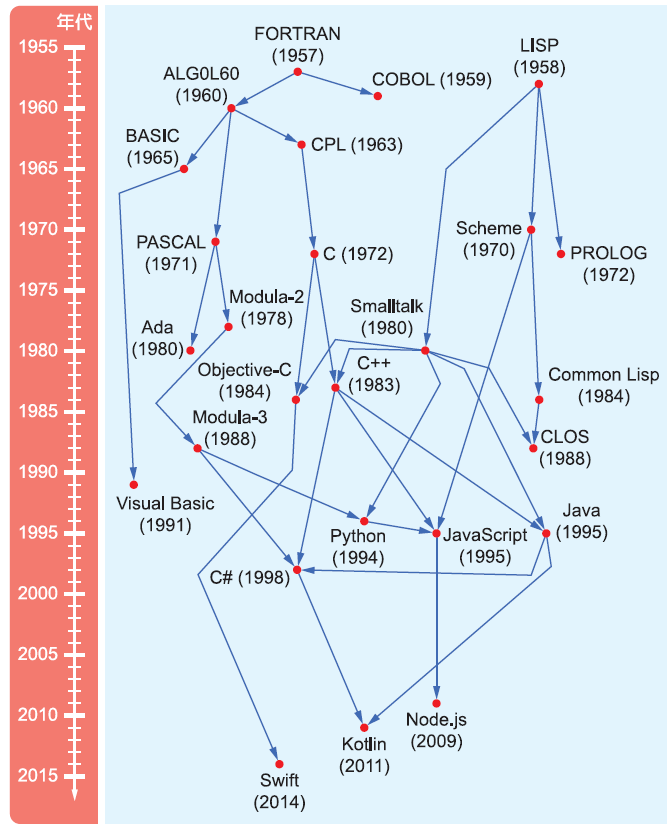 年代
1955
1960
1965
1970
1975
1980
1985
1990
1995
2000
2005
2010
2015
FORTRAN
(1957)
LISP
(1958)
ALG0L60
(1960)
COBOL (1959)
BASIC
(1965)
CPL (1963)
PASCAL
(1971)
C (1972)
Scheme
(1970)
PROLOG
(1972)
Modula-2
(1978)
Ada
(1980)
Smalltalk
(1980)
Objective-C
(1984)
C++
(1983)
Common Lisp
(1984)
Modula-3
(1988)
CLOS
(1988)
Visual Basic
(1991)
Python
(1994)
JavaScript
(1995)
Java
(1995)
C# (1998)
Node.js
(2009)
Kotlin
(2011)
Swift
(2014)